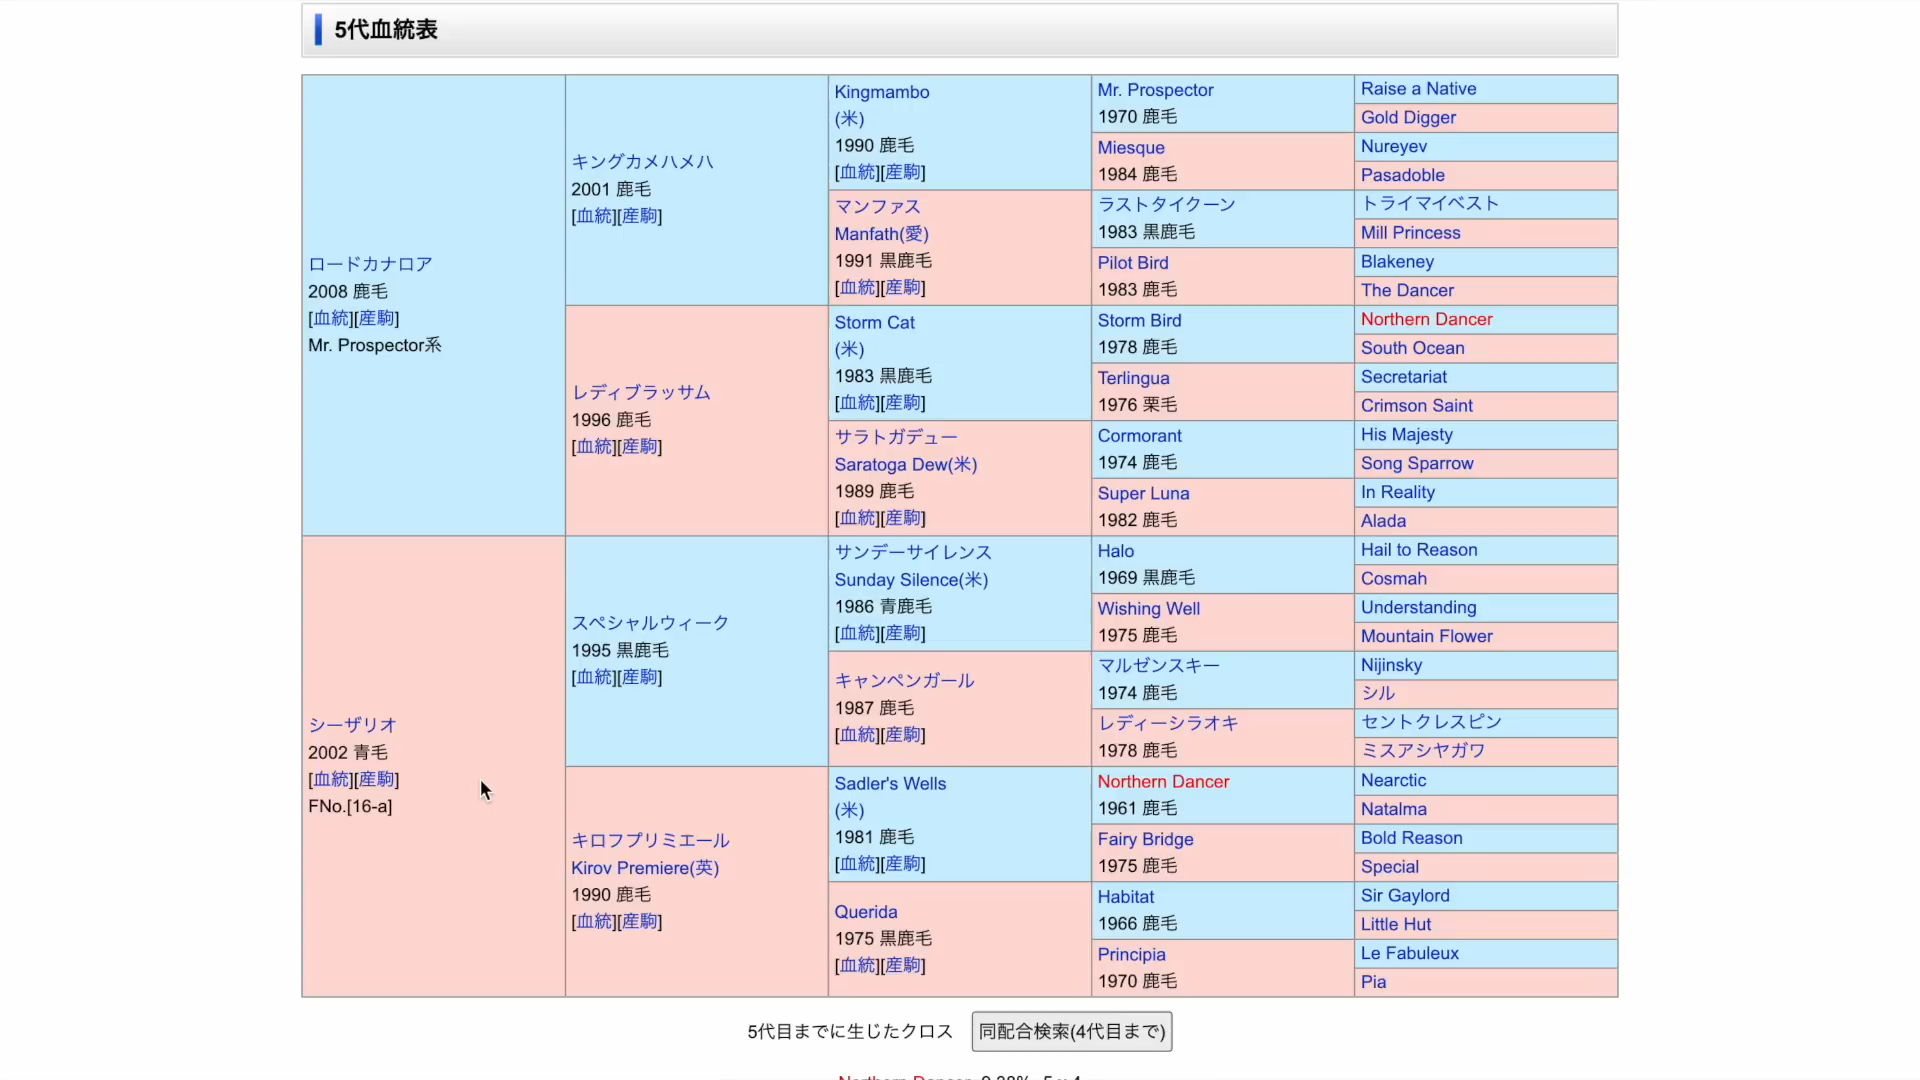 5代血統表
ロードカナロア
2008 鹿毛
[血統][産駒]
Mr. Prospector系
キングカメハメハ
2001 鹿毛
[血統][産駒]
Kingmambo
(米)
1990 鹿毛
[血統][産駒]
Mr. Prospector
1970 鹿毛
Raise a Native
Gold Digger
Miesque
1984 鹿毛
Nureyev
Pasadoble
マンファス
Manfath(愛)
1991 黒鹿毛
[血統][産駒]
ラストタイクーン
1983 黒鹿毛
トライマイベスト
Mill Princess
Pilot Bird
1983 鹿毛
Blakeney
The Dancer
レディブラッサム
1996 鹿毛
[血統][産駒]
Storm Cat
(米)
1983 黒鹿毛
[血統][産駒]
Storm Bird
1978 鹿毛
Northern Dancer
South Ocean
Terlingua
1976 栗毛
Secretariat
Crimson Saint
サラトガデュー
Saratoga Dew(米)
1989 鹿毛
[血統][産駒]
Cormorant
1974 鹿毛
His Majesty
Song Sparrow
Super Luna
1982 鹿毛
In Reality
Alada
シーザリオ
2002 青毛
[血統][産駒]
FNo.[16-a]
スペシャルウィーク
1995 黒鹿毛
[血統][産駒]
サンデーサイレンス
Sunday Silence(米)
1986 青鹿毛
[血統][産駒]
Halo
1969 黒鹿毛
Hail to Reason
Cosmah
Wishing Well
1975 鹿毛
Understanding
Mountain Flower
キャンペンガール
1987 鹿毛
[血統][産駒]
マルゼンスキー
1974 鹿毛
Nijinsky
シル
レディーシラオキ
1978 鹿毛
セントクレスピン
ミスアシヤガワ
キロフプリミエール
Kirov Premiere(英)
1990 鹿毛
[血統][産駒]
Sadler's Wells
(米)
1981 鹿毛
[血統][産駒]
Northern Dancer
1961 鹿毛
Nearctic
Natalma
Fairy Bridge
1975 鹿毛
Bold Reason
Special
Querida
1975 黒鹿毛
[血統][産駒]
Habitat
1966 鹿毛
Sir Gaylord
Little Hut
Principia
1970 鹿毛
Le Fabuleux
Pia
5代目までに生じたクロス
同配合検索(4代目まで)
Northern Dancer 9.38% 5 x 4